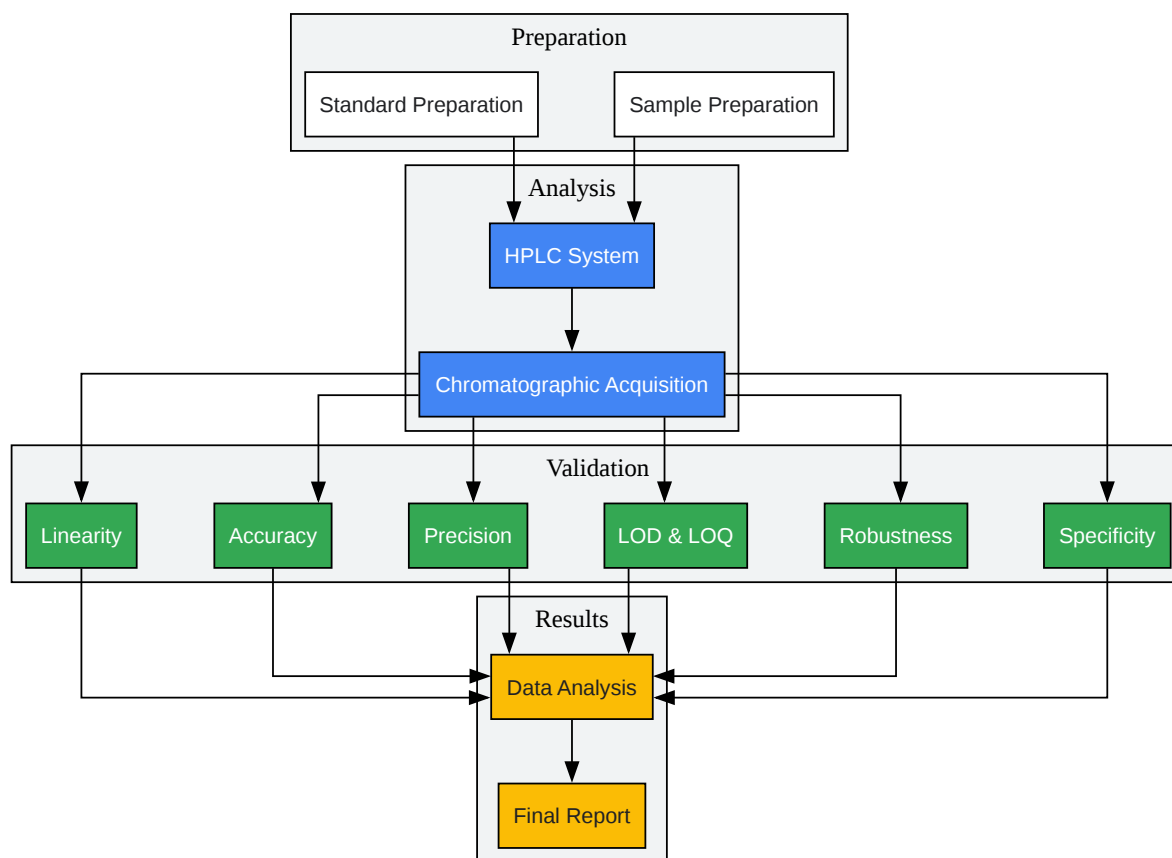 Preparation
Standard Preparation
Sample Preparation
Analysis
HPLC System
Chromatographic Acquisition
Validation
Linearity
Accuracy
Precision
LOD & LOQ
Robustness
Specificity
Results
Data Analysis
Final Report